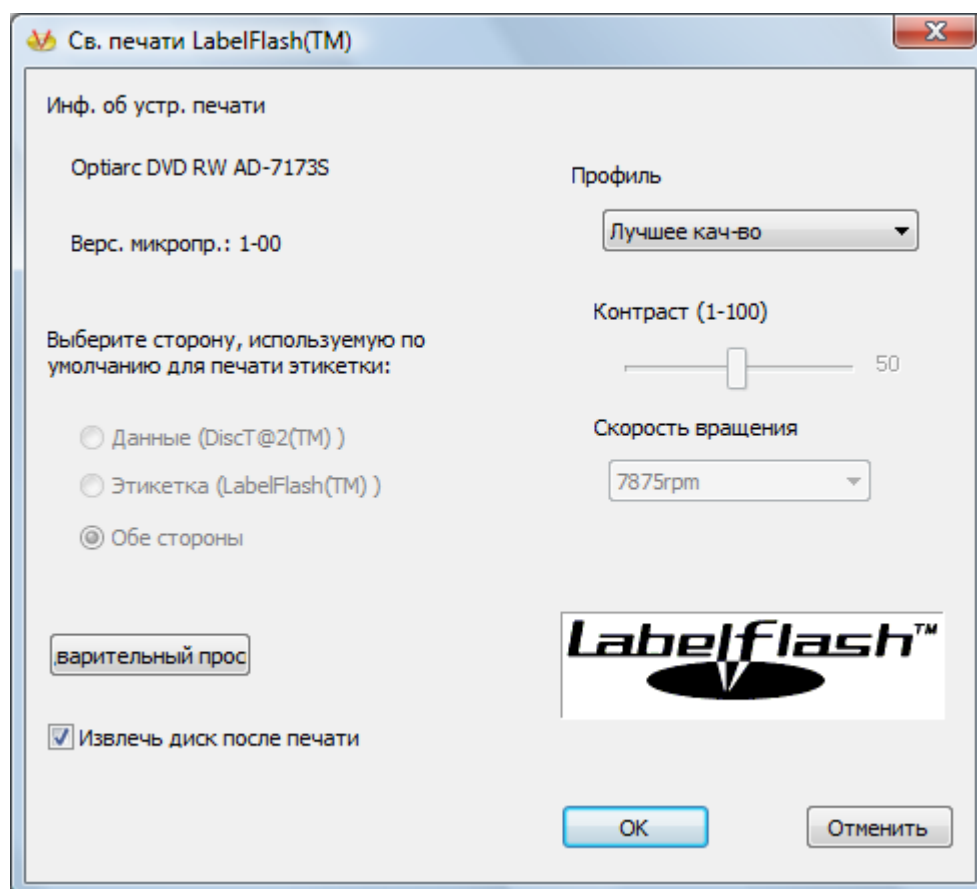 Св. печати LabelFlash(TM)
Инф. об устр. печати
Optiarc DVD RW AD-7173S
Верс. микропр.: 1-00
Выберите сторону, используемую по
умолчанию для печати этикетки:
Данные (DiscT@2(TM) )
Этикетка (LabelFlash(TM) )
Обе стороны
варительный прос
Извлечь диск после печати
Профиль
Лучшее кач-во
Контраст (1-100)
50
Скорость вращения
7875rpm
Labelflash™
OK
Отменить